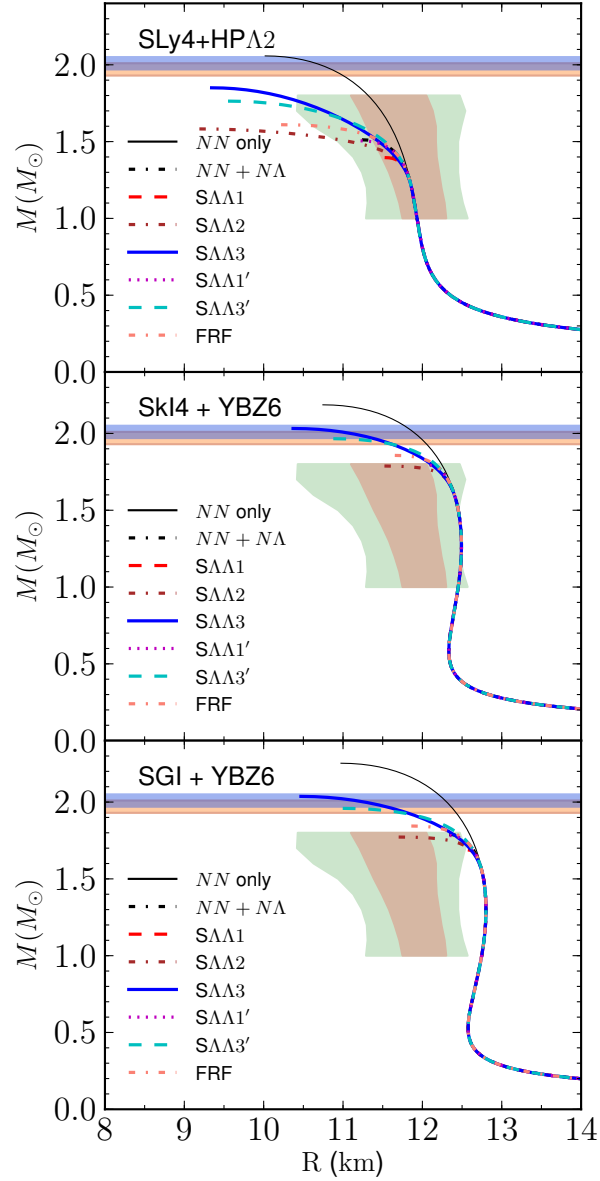 SLy4+HPΛ2
M(M⊙)
2.0
1.5
1.0
0.5
0.0
NN only
NN + NΛ
SΛΛ1
SΛΛ2
SΛΛ3
SΛΛ1′
SΛΛ3′
FRF
SkI4 + YBZ6
M(M⊙)
2.0
1.5
1.0
0.5
0.0
NN only
NN + NΛ
SΛΛ1
SΛΛ2
SΛΛ3
SΛΛ1′
SΛΛ3′
FRF
SGI + YBZ6
M(M⊙)
2.0
1.5
1.0
0.5
0.0
NN only
NN + NΛ
SΛΛ1
SΛΛ2
SΛΛ3
SΛΛ1′
SΛΛ3′
FRF
8 9 10 11 12 13 14
R (km)